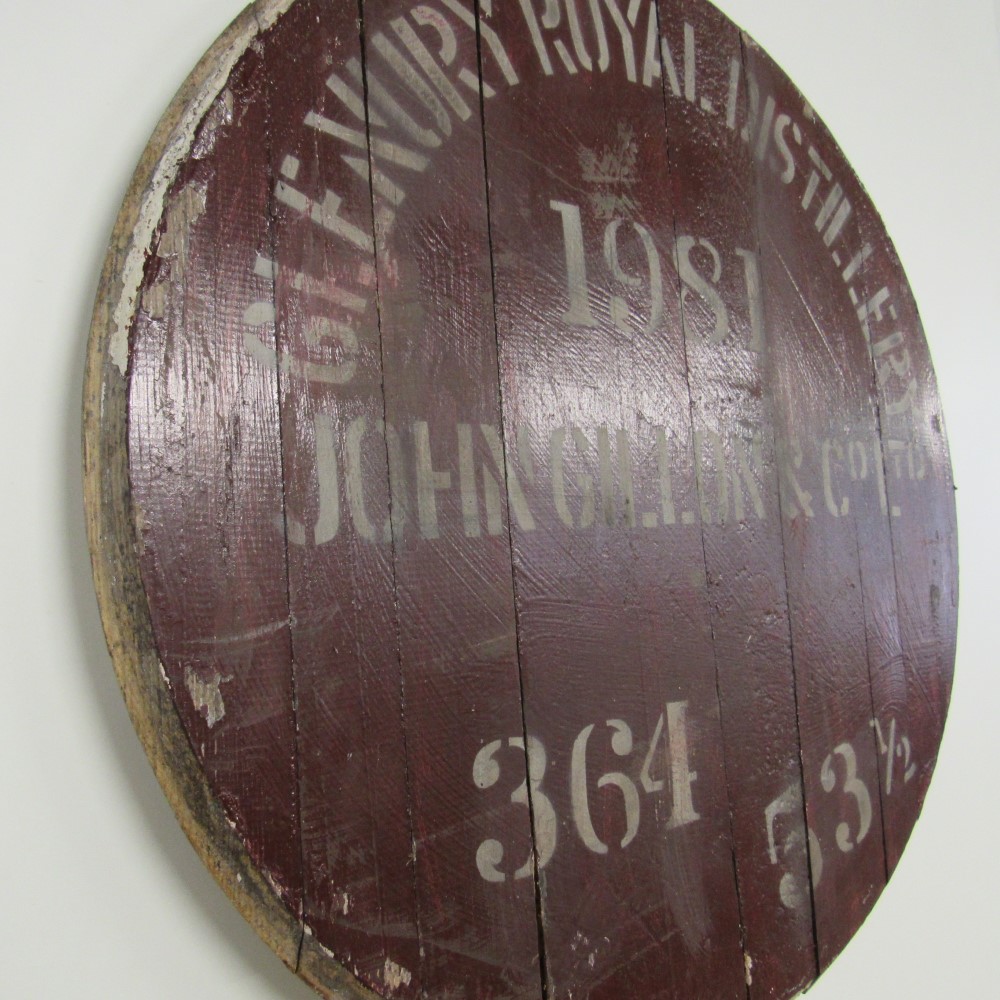 GLENURY ROYAL DISTILLERY
1981
JOHN GILLON & Co LTD
364
53½